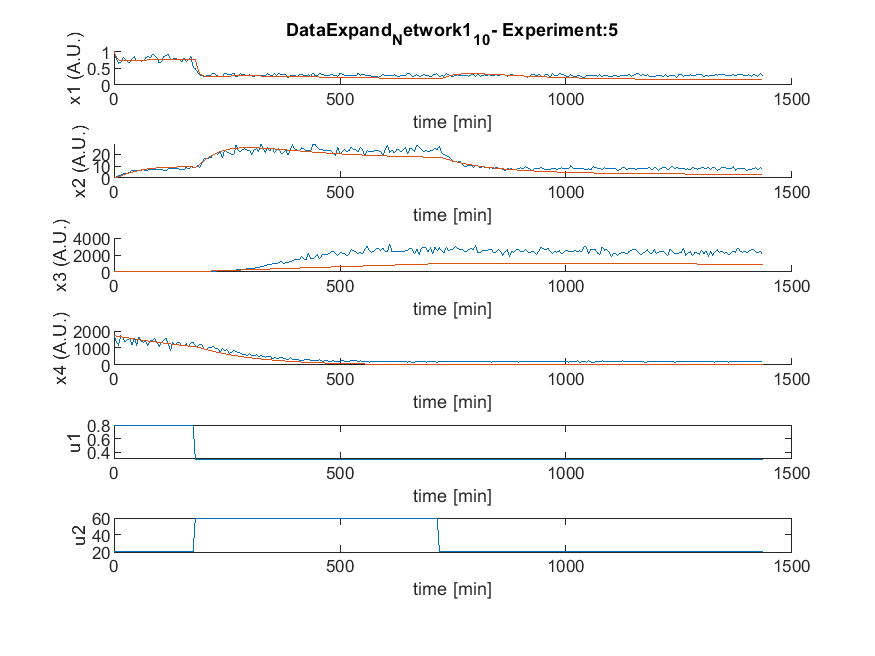 DataExpand_Network1_10- Experiment:5
x1 (A.U.)
1
0.5
0
0 500 1000 1500
time [min]
x2 (A.U.)
20
10
0
0 500 1000 1500
time [min]
x3 (A.U.)
4000
2000
0
0 500 1000 1500
time [min]
x4 (A.U.)
2000
1000
0
0 500 1000 1500
time [min]
u1
0.8
0.6
0.4
0 500 1000 1500
time [min]
u2
60
40
20
0 500 1000 1500
time [min]